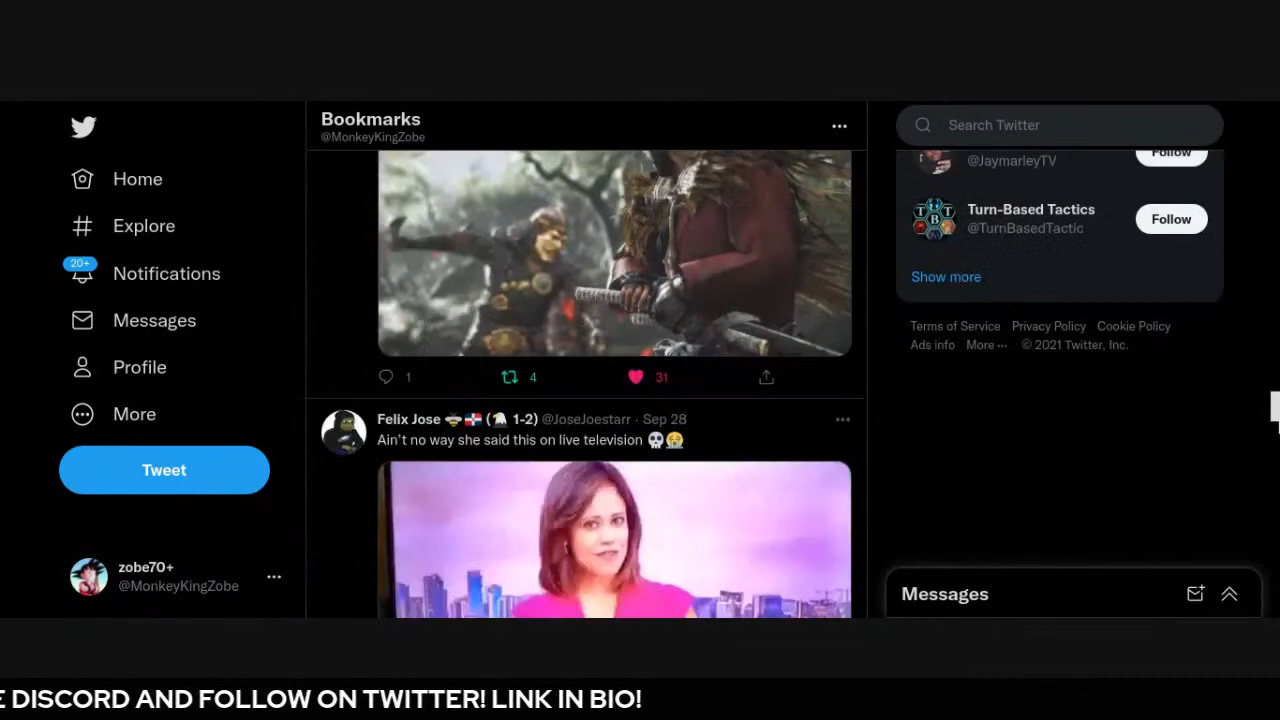 Home
Explore
20+
Notifications
Messages
Profile
More
Tweet
zobe70+
@MonkeyKingZobe
Bookmarks
@MonkeyKingZobe
1
4
31
Felix Jose 🐝🇩🇴(🦅 1-2) @JoseJoestarr · Sep 28
Ain't no way she said this on live television 💀😭
Search Twitter
@JaymarleyTV
Follow
Turn-Based Tactics
@TurnBasedTactic
Follow
TBT
Show more
Terms of Service Privacy Policy Cookie Policy
Ads info More ··· © 2021 Twitter, Inc.
Messages
E DISCORD AND FOLLOW ON TWITTER! LINK IN BIO!